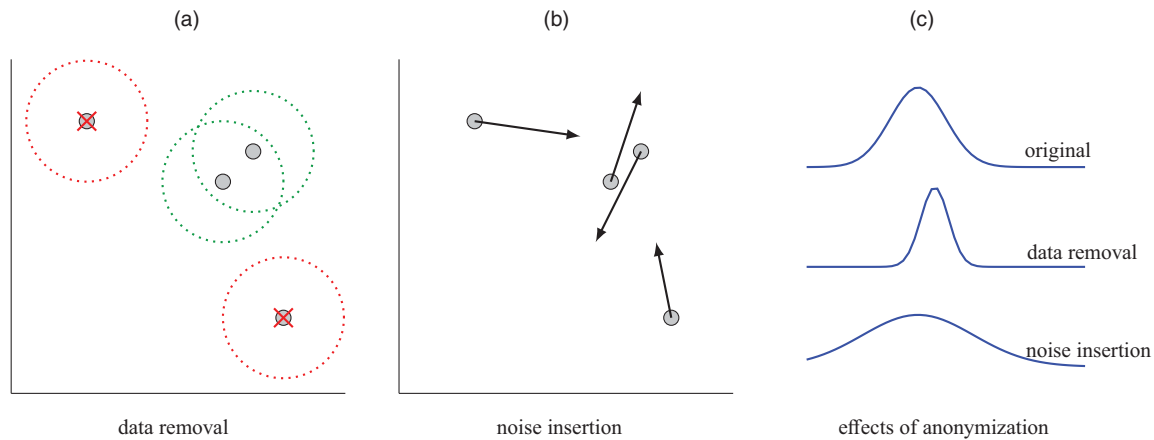 (a)
(b)
(c)
original
data removal
noise insertion
data removal
noise insertion
effects of anonymization